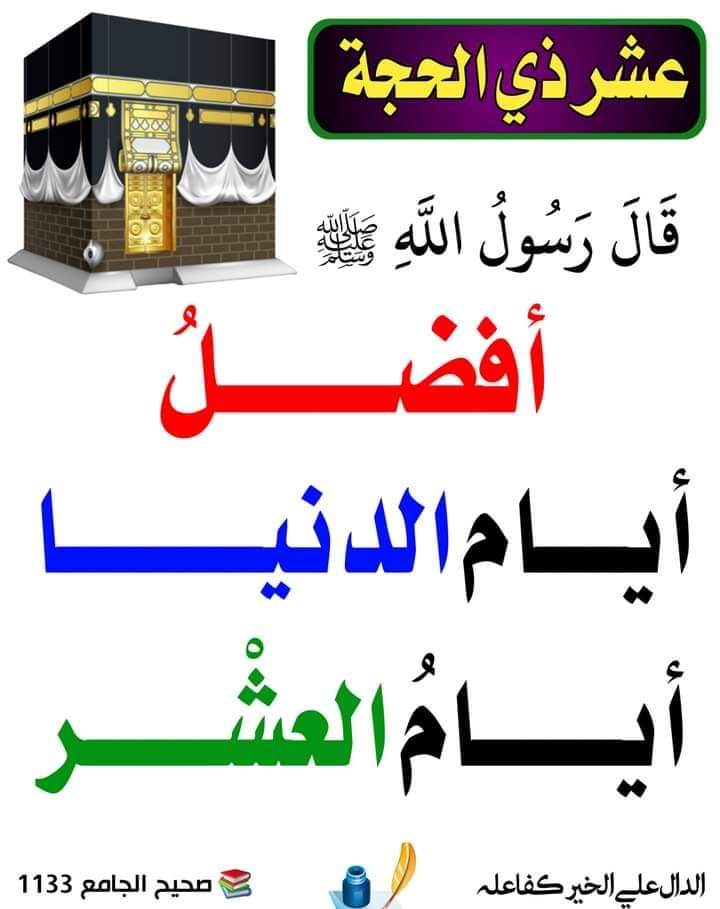 عشر ذي الحجة
قَالَ رَسُولُ اللَّهِ ﷺ
أفضلُ
أيام الدنيا
أيامُ العشْر
الدال علي الخير كفاعله
صحيح الجامع 1133